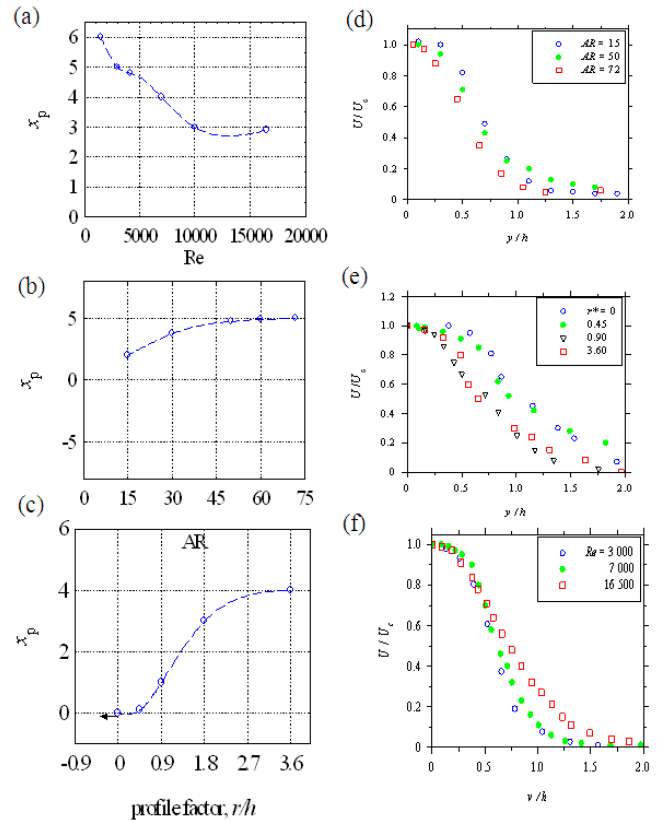 (a)
6
5
4
3
2
1
0
x_p
0 5000 10000 15000 20000
Re
(b)
5
0
-5
x_p
0 15 30 45 60 75
AR
(c)
6
4
2
0
x_p
-0.9 0 0.9 1.8 2.7 3.6
profile factor, r/h
(d)
1.0
0.8
0.6
0.4
0.2
0
U/U_c
AR = 15
AR = 50
AR = 72
0 0.5 1.0 1.5 2.0
y / h
(e)
1.2
1.0
0.8
0.6
0.4
0.2
0
U/U_c
r* = 0
0.45
0.90
3.60
0 0.5 1.0 1.5 2.0
y / h
(f)
1.0
0.8
0.6
0.4
0.2
0
U / U_c
Re = 3 000
7 000
16 500
0 0.5 1.0 1.5 2.0
y / h